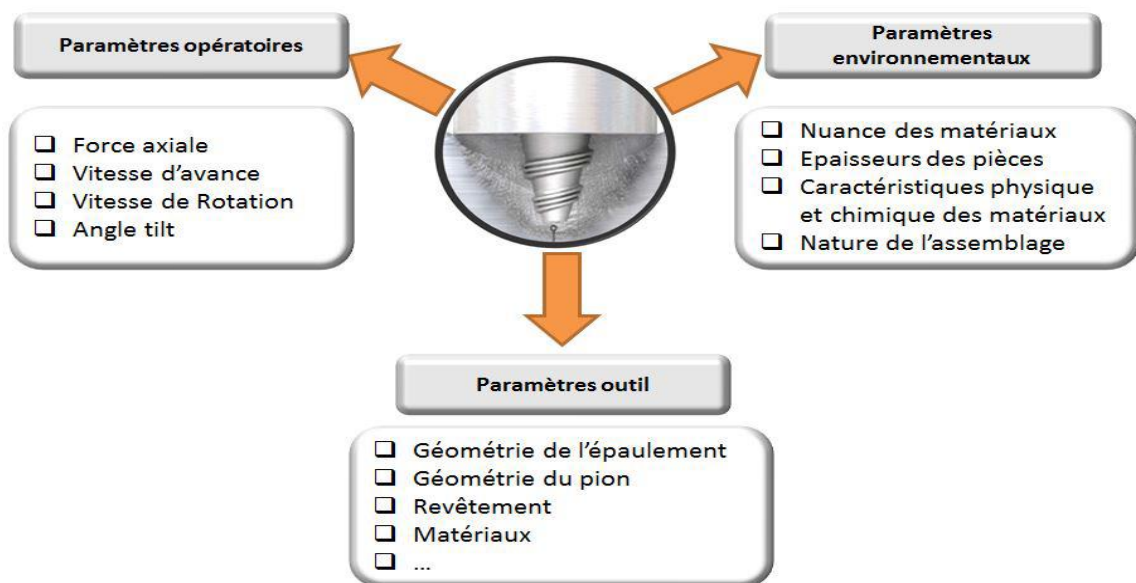 Paramètres opératoires
Force axiale
Vitesse d'avance
Vitesse de Rotation
Angle tilt
Paramètres
environnementaux
Nuance des matériaux
Epaisseurs des pièces
Caractéristiques physique
et chimique des matériaux
Nature de l'assemblage
Paramètres outil
Géométrie de l'épaulement
Géométrie du pion
Revêtement
Matériaux
...